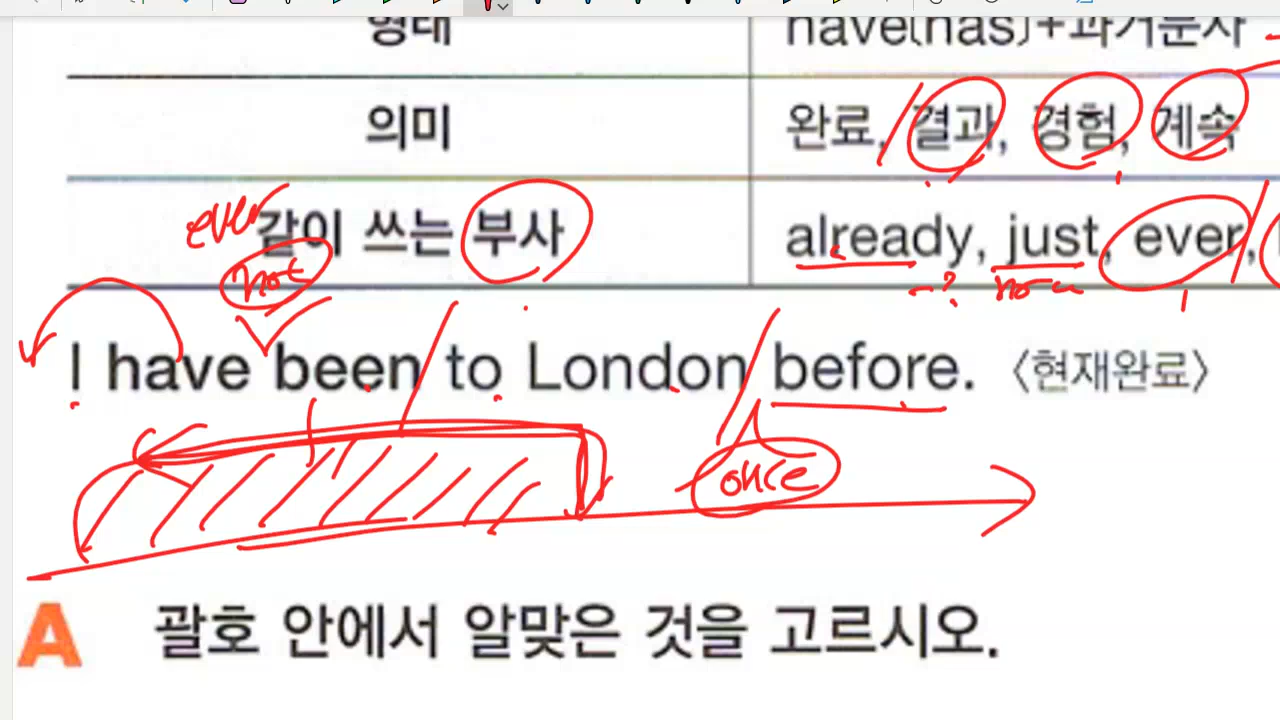 형태 have(has)+과거분사
의미 완료, 결과, 경험, 계속
ever
같이 쓰는 부사 already, just, ever,
not
now
I have been to London before. 〈현재완료〉
once
A 괄호 안에서 알맞은 것을 고르시오.